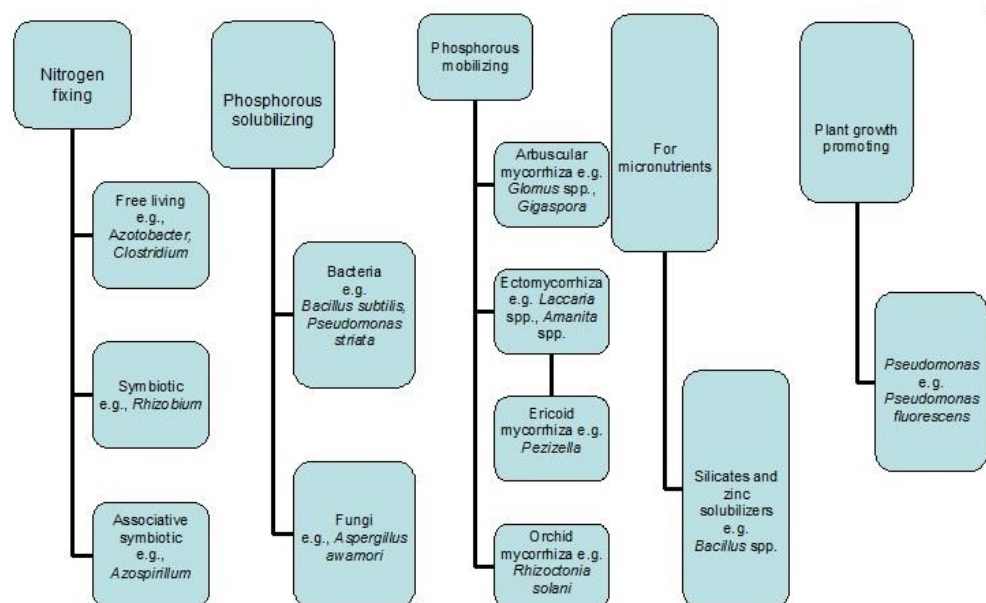 Nitrogen
fixing
Free living
e.g.,
Azotobacter,
Clostridium
Symbiotic
e.g., Rhizobium
Associative
symbiotic e.g.,
Azospirillum
Phosphorous
solubilizing
Bacteria
e.g.
Bacillus subtilis,
Pseudomonas
striata
Fungi
e.g., Aspergillus
awamori
Phosphorous
mobilizing
Arbuscular
mycorrhiza e.g.
Glomus spp.,
Gigaspora
Ectomycorrhiza
e.g. Laccaria
spp., Amanita
spp.
Ericoid
mycorrhiza e.g.
Pezizella
Orchid
mycorrhiza e.g.
Rhizoctonia
solani
For
micronutrients
Silicates and
zinc
solubilizers
e.g.
Bacillus spp.
Plant growth
promoting
Pseudomonas
e.g.
Pseudomonas
fluorescens